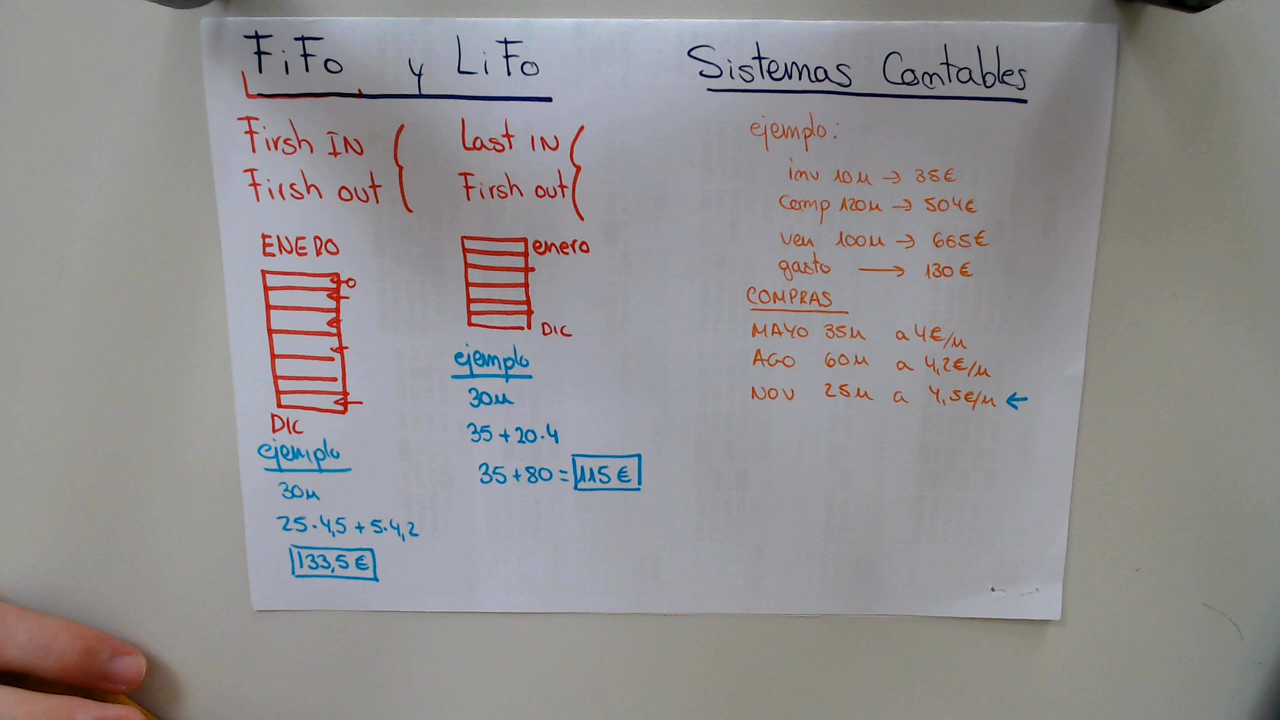 FiFo y LiFo
Firsh IN
Firsh out
ENERO
DIC
ejemplo
30u
25·4,5 + 5·4,2
133,5 €
Last IN
Firsh out
enero
DIC
ejemplo
30u
35 + 20·4
35 + 80 = 115 €
Sistemas Contables
ejemplo:
inv 10u → 35€
comp 120u → 504€
ven 100u → 665€
gasto → 130€
COMPRAS
MAYO 35u a 4€/u
AGO 60u a 4,2€/u
NOV 25u a 4,5€/u ←